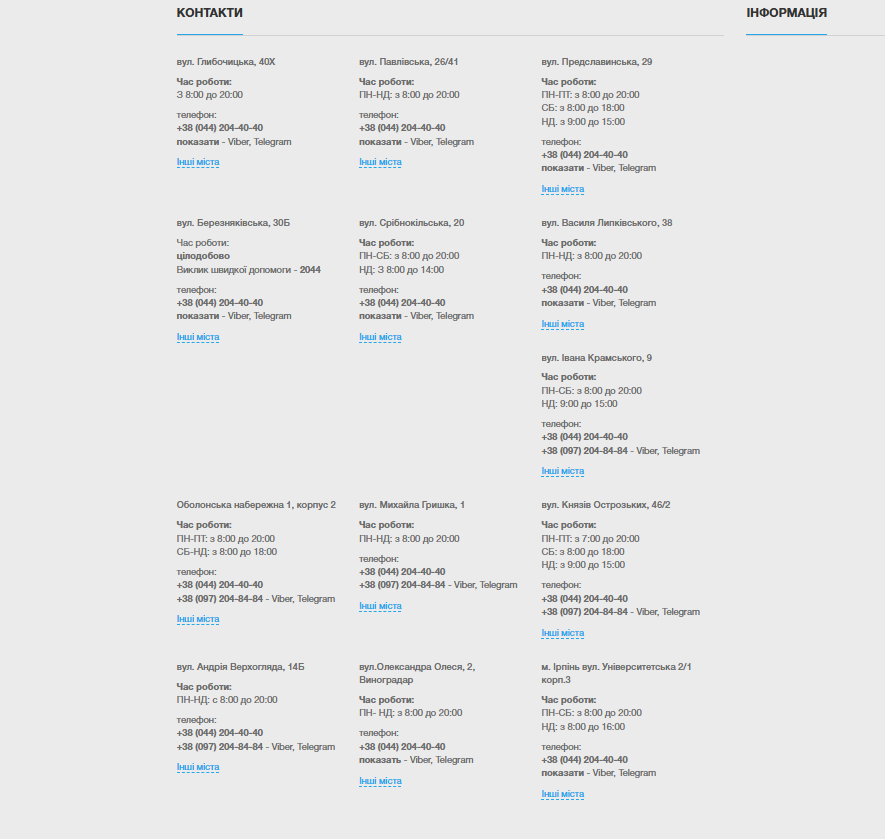 КОНТАКТИ
ІНФОРМАЦІЯ
вул. Глибочицька, 40Х
Час роботи:
З 8:00 до 20:00
телефон:
+38 (044) 204-40-40
показати - Viber, Telegram
Інші міста
вул. Павлівська, 26/41
Час роботи:
ПН-НД: з 8:00 до 20:00
телефон:
+38 (044) 204-40-40
показати - Viber, Telegram
Інші міста
вул. Предславинська, 29
Час роботи:
ПН-ПТ: з 8:00 до 20:00
СБ: з 8:00 до 18:00
НД. з 9:00 до 15:00
телефон:
+38 (044) 204-40-40
показати - Viber, Telegram
Інші міста
вул. Березняківська, 30Б
Час роботи:
цілодобово
Виклик швидкої допомоги - 2044
телефон:
+38 (044) 204-40-40
показати - Viber, Telegram
Інші міста
вул. Срібнокільська, 20
Час роботи:
ПН-СБ: з 8:00 до 20:00
НД: З 8:00 до 14:00
телефон:
+38 (044) 204-40-40
показати - Viber, Telegram
Інші міста
вул. Василя Липківського, 38
Час роботи:
ПН-НД: з 8:00 до 20:00
телефон:
+38 (044) 204-40-40
показати - Viber, Telegram
Інші міста
вул. Івана Крамського, 9
Час роботи:
ПН-СБ: з 8:00 до 20:00
НД: 9:00 до 15:00
телефон:
+38 (044) 204-40-40
+38 (097) 204-84-84 - Viber, Telegram
Інші міста
Оболонська набережна 1, корпус 2
Час роботи:
ПН-ПТ: з 8:00 до 20:00
СБ-НД: з 8:00 до 18:00
телефон:
+38 (044) 204-40-40
+38 (097) 204-84-84 - Viber, Telegram
Інші міста
вул. Михайла Гришка, 1
Час роботи:
ПН-НД: з 8:00 до 20:00
телефон:
+38 (044) 204-40-40
+38 (097) 204-84-84 - Viber, Telegram
Інші міста
вул. Князів Острозьких, 46/2
Час роботи:
ПН-ПТ: з 7:00 до 20:00
СБ: з 8:00 до 18:00
НД: з 9:00 до 15:00
телефон:
+38 (044) 204-40-40
+38 (097) 204-84-84 - Viber, Telegram
Інші міста
вул. Андрія Верхогляда, 14Б
Час роботи:
ПН-НД: с 8:00 до 20:00
телефон:
+38 (044) 204-40-40
+38 (097) 204-84-84 - Viber, Telegram
Інші міста
вул.Олександра Олеся, 2,
Виноградар
Час роботи:
ПН- НД: з 8:00 до 20:00
телефон:
+38 (044) 204-40-40
показать - Viber, Telegram
Інші міста
м. Ірпінь вул. Університетська 2/1
корп.3
Час роботи:
ПН-СБ: з 8:00 до 20:00
НД: з 8:00 до 16:00
телефон:
+38 (044) 204-40-40
показати - Viber, Telegram
Інші міста